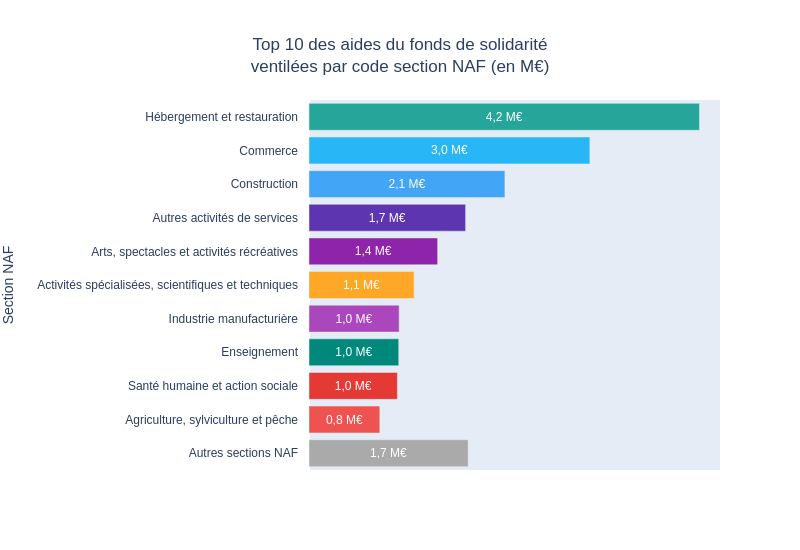 Top 10 des aides du fonds de solidarité
ventilées par code section NAF (en M€)
Section NAF
Hébergement et restauration 4,2 M€
Commerce 3,0 M€
Construction 2,1 M€
Autres activités de services 1,7 M€
Arts, spectacles et activités récréatives 1,4 M€
Activités spécialisées, scientifiques et techniques 1,1 M€
Industrie manufacturière 1,0 M€
Enseignement 1,0 M€
Santé humaine et action sociale 1,0 M€
Agriculture, sylviculture et pêche 0,8 M€
Autres sections NAF 1,7 M€